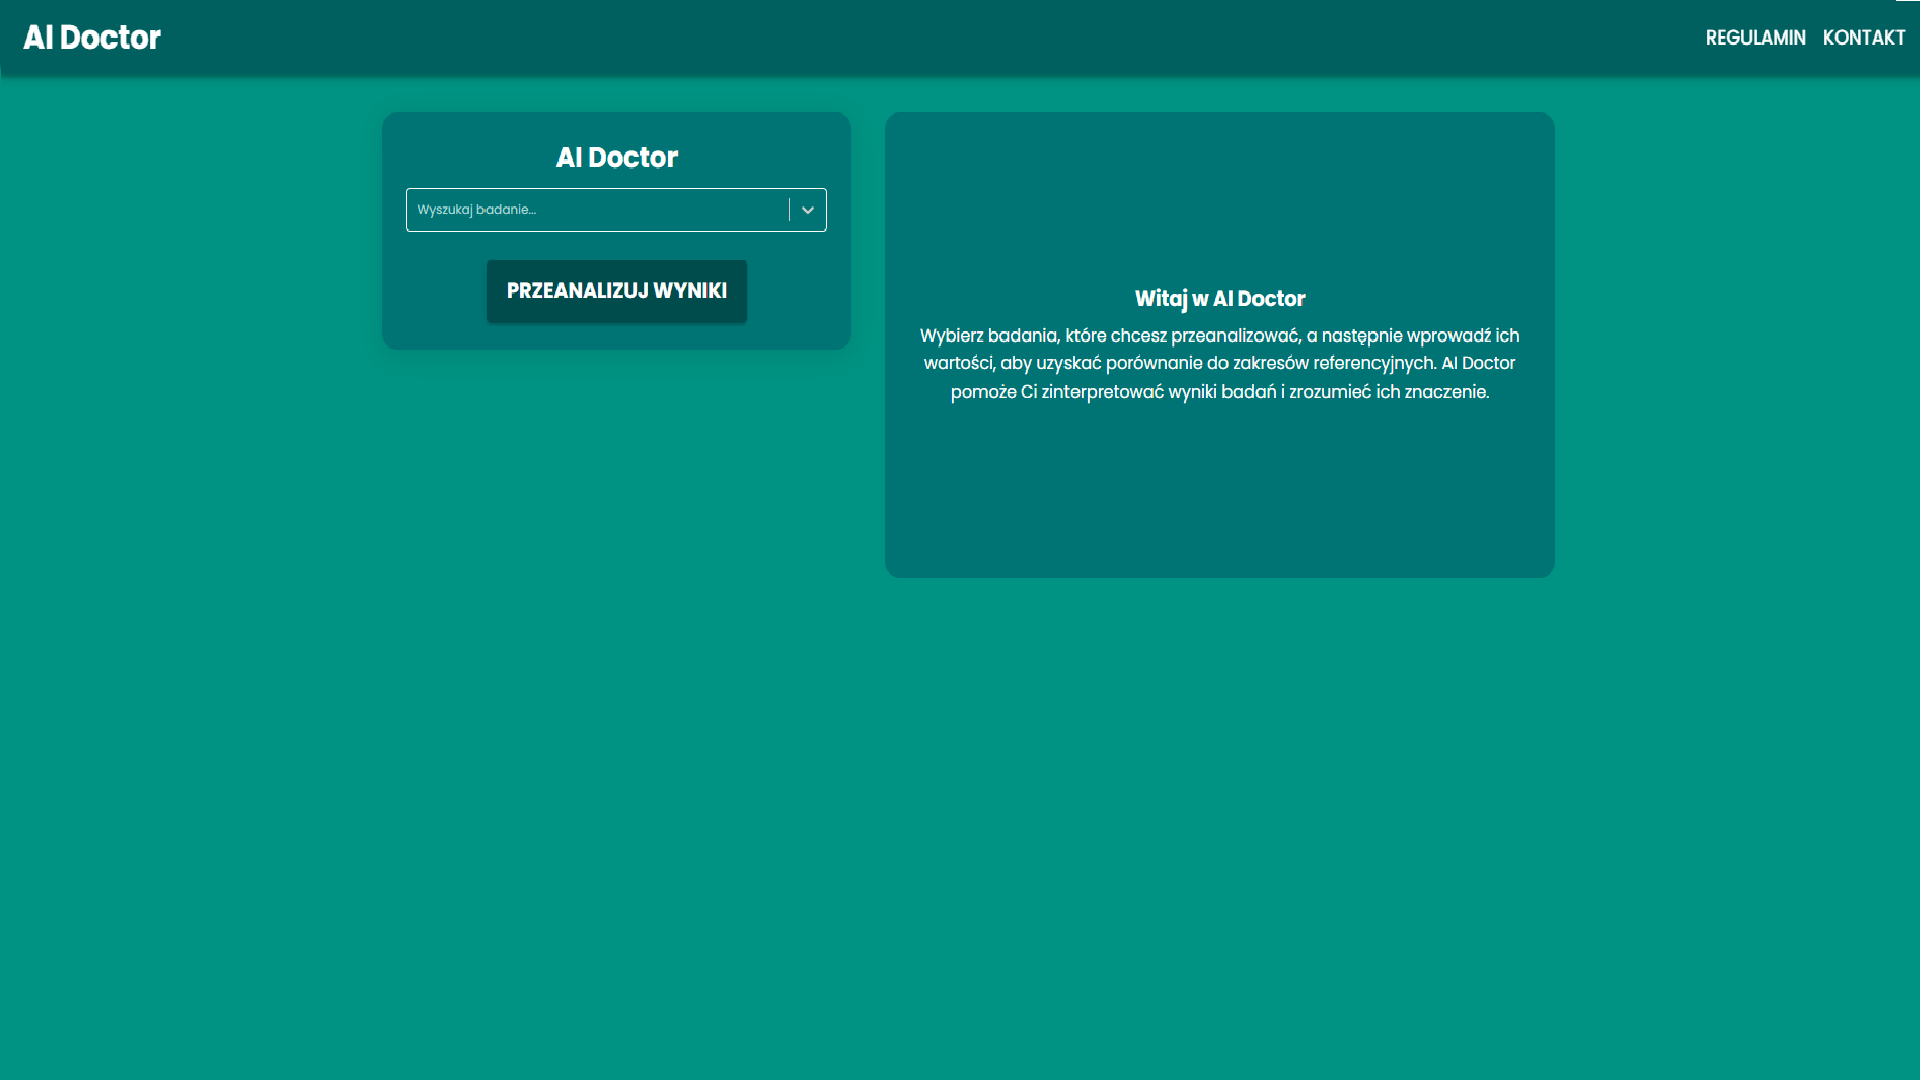 AI Doctor
REGULAMIN KONTAKT
AI Doctor
Wyszukaj badanie...
PRZEANALIZUJ WYNIKI
Witaj w AI Doctor
Wybierz badania, które chcesz przeanalizować, a następnie wprowadź ich
wartości, aby uzyskać porównanie do zakresów referencyjnych. AI Doctor
pomoże Ci zinterpretować wyniki badań i zrozumieć ich znaczenie.